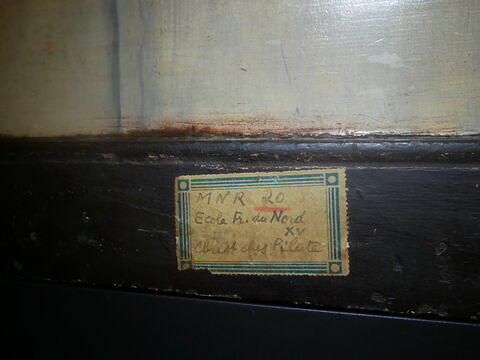 MNR 20
Ecole Fr. du Nord
XV
Christ chez Pilate